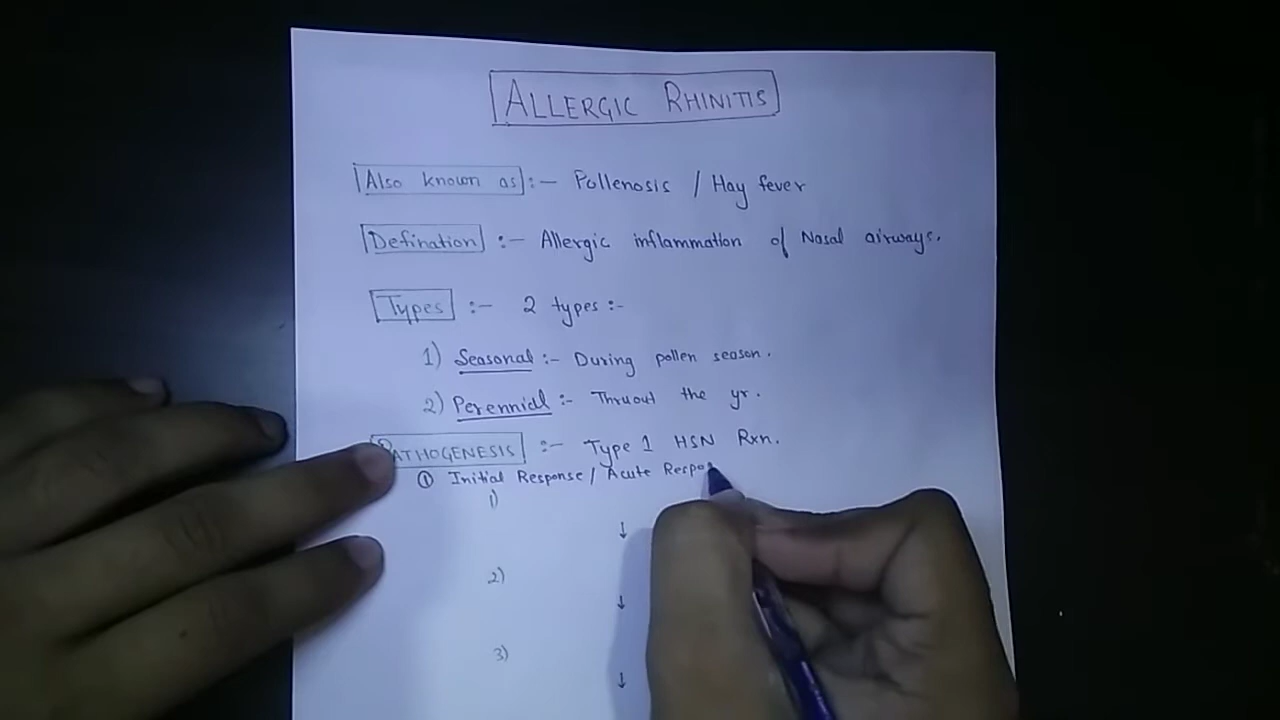 ALLERGIC RHINITIS
Also known as :- Pollenosis / Hay fever
Defination :- Allergic inflammation of Nasal airways.
Types :- 2 types :-
1) Seasonal :- During pollen season.
2) Perennial :- Thruout the yr.
PATHOGENESIS :- Type 1 HSN Rxn.
① Initial Response / Acute Respo
1)
↓
2)
↓
3)
↓